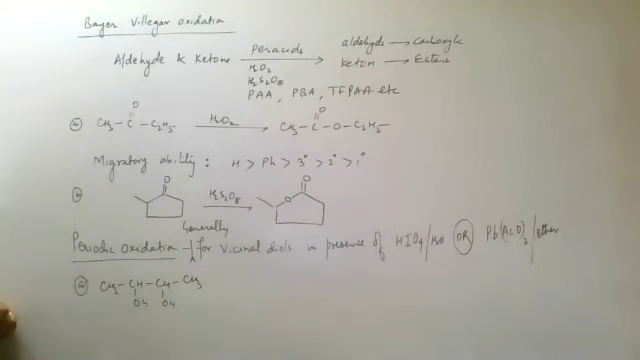 Bayer Villegar oxidation
Aldehyde & Ketone Peracids aldehyde → Carboxylic
H₂O₂ keton → Esters
H₂S₂O₈
PAA, PBA, TFPAA etc
ⓐ CH₃ – C – C₂H₅ H₂O₂ CH₃ – C – O – C₂H₅
O O
Migratory ability : H > Ph > 3° > 2° > 1°
ⓑ O H₂S₂O₈ O O
Generally
Periodic oxidation – for vicinal diols in presence of HIO₄/H₂O OR Pb(AcO)₂/ether
ⓐ CH₃ – CH – CH – CH₃
OH OH